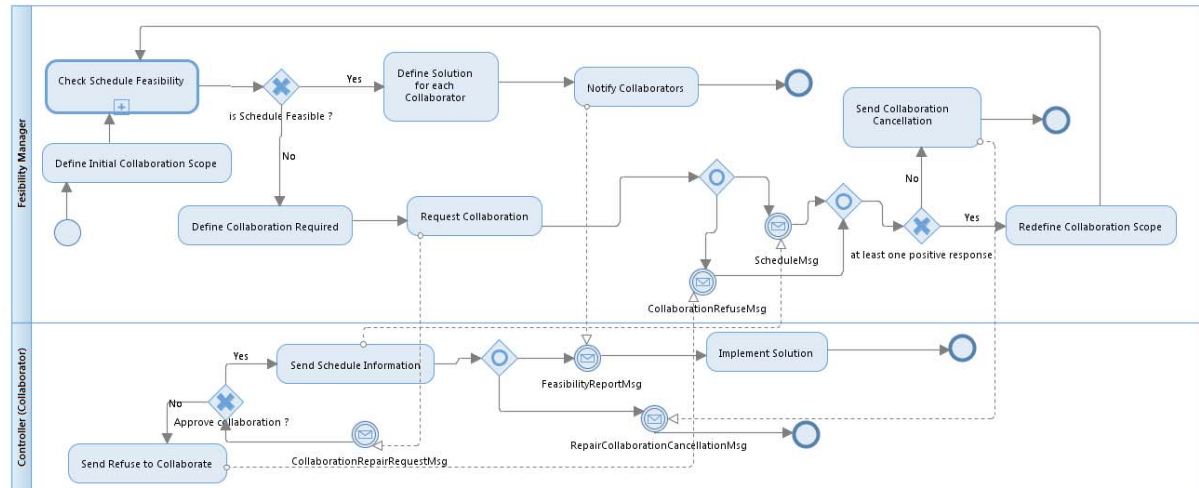 Fesibility Manager
Check Schedule Feasibility
is Schedule Feasible ?
Yes
Define Solution
for each
Collaborator
Notify Collaborators
Send Collaboration
Cancellation
No
Define Initial Collaboration Scope
No
Define Collaboration Required
Request Collaboration
ScheduleMsg
CollaborationRefuseMsg
at least one positive response
Yes
Redefine Collaboration Scope
Controller (Collaborator)
Yes
Send Schedule Information
FeasibilityReportMsg
Implement Solution
No
Approve collaboration ?
CollaborationRepairRequestMsg
RepairCollaborationCancellationMsg
Send Refuse to Collaborate